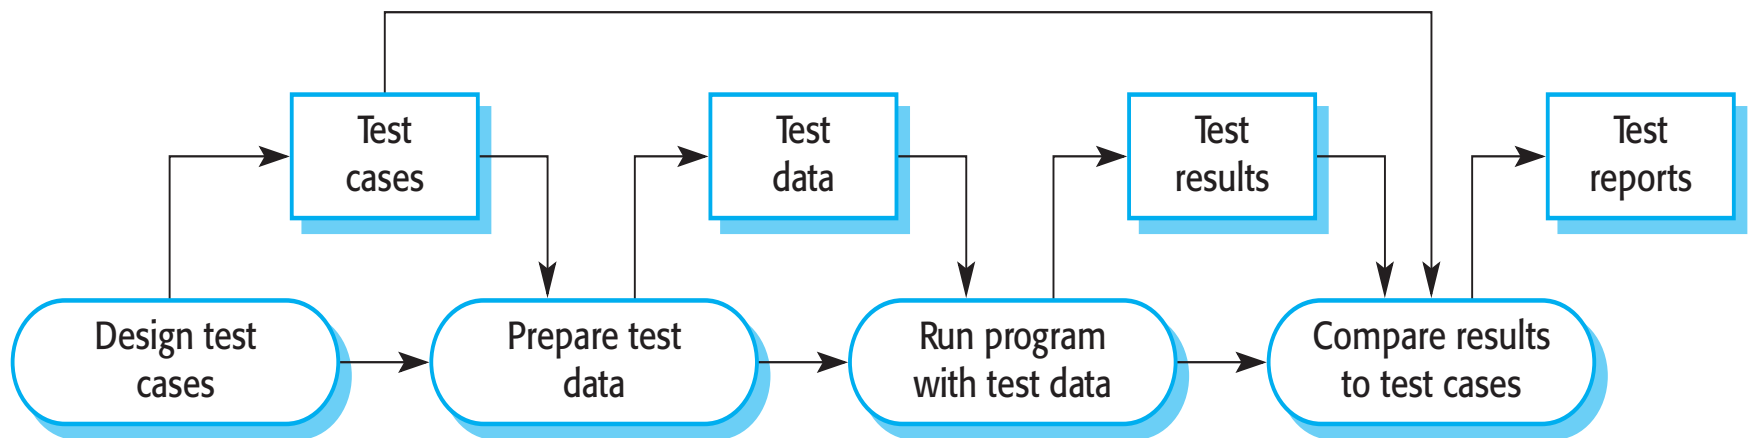 Test
cases
Test
data
Test
results
Test
reports
Design test
cases
Prepare test
data
Run program
with test data
Compare results
to test cases